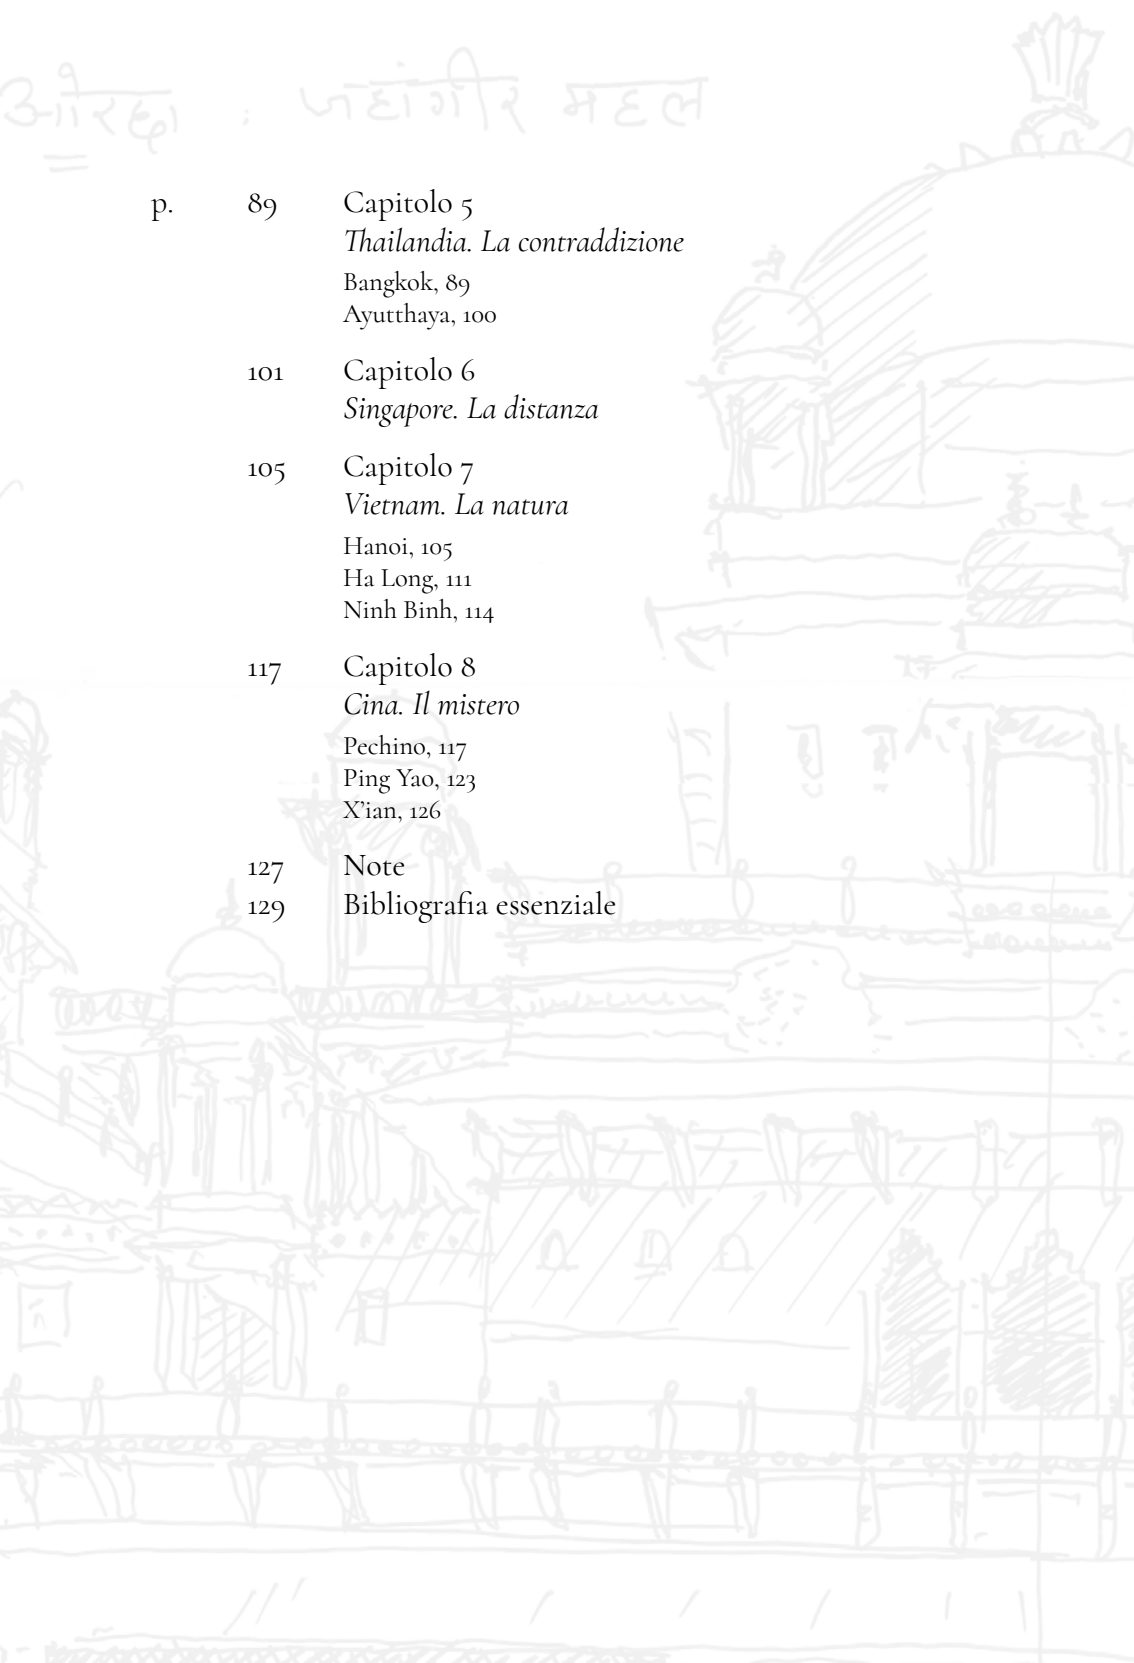 ओरछा : जहांगीर महल
p. 89 Capitolo 5
Thailandia. La contraddizione
Bangkok, 89
Ayutthaya, 100
101 Capitolo 6
Singapore. La distanza
105 Capitolo 7
Vietnam. La natura
Hanoi, 105
Ha Long, 111
Ninh Binh, 114
117 Capitolo 8
Cina. Il mistero
Pechino, 117
Ping Yao, 123
X’ian, 126
127 Note
129 Bibliografia essenziale